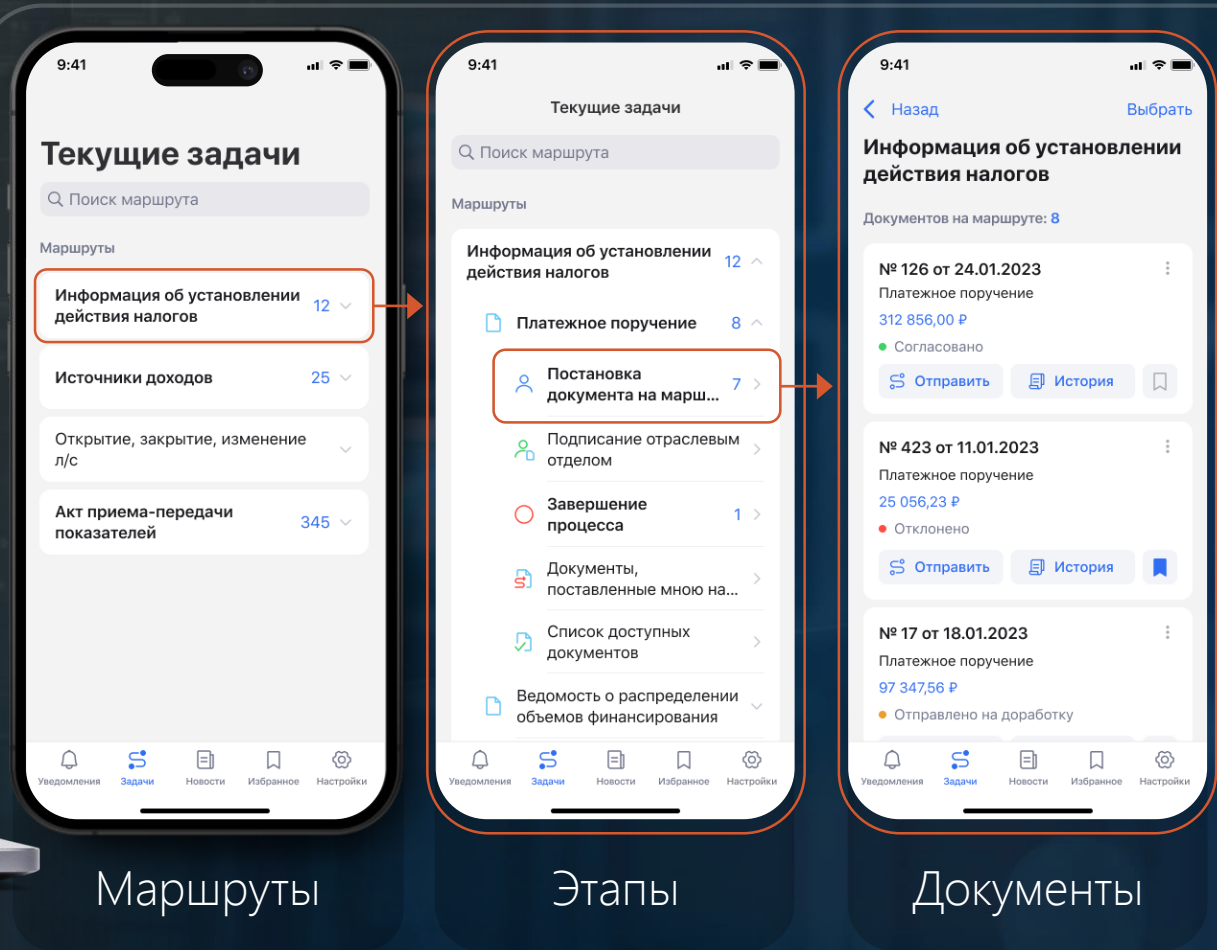 9:41
Текущие задачи
Поиск маршрута
Маршруты
Информация об установлении
действия налогов
12
Источники доходов
25
Открытие, закрытие, изменение
л/с
Акт приема-передачи
показателей
345
Уведомления
Задачи
Новости
Избранное
Настройки
Маршруты
9:41
Текущие задачи
Поиск маршрута
Маршруты
Информация об установлении
действия налогов
12
Платежное поручение
8
Постановка
документа на марш...
7
Подписание отраслевым
отделом
Завершение
процесса
1
Документы,
поставленные мною на...
Список доступных
документов
Ведомость о распределении
объемов финансирования
Уведомления
Задачи
Новости
Избранное
Настройки
Этапы
9:41
Назад
Выбрать
Информация об установлении
действия налогов
Документов на маршруте: 8
№ 126 от 24.01.2023
Платежное поручение
312 856,00 ₽
Согласовано
Отправить
История
№ 423 от 11.01.2023
Платежное поручение
25 056,23 ₽
Отклонено
Отправить
История
№ 17 от 18.01.2023
Платежное поручение
97 347,56 ₽
Отправлено на доработку
Уведомления
Задачи
Новости
Избранное
Настройки
Документы